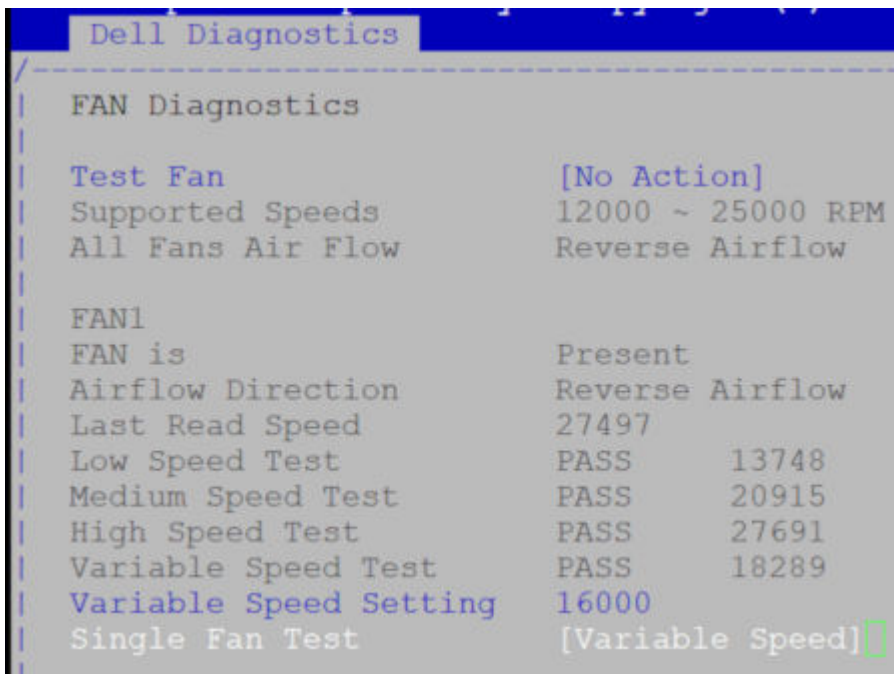 Dell Diagnostics
FAN Diagnostics
Test Fan [No Action]
Supported Speeds 12000 ~ 25000 RPM
All Fans Air Flow Reverse Airflow
FAN1
FAN is Present
Airflow Direction Reverse Airflow
Last Read Speed 27497
Low Speed Test PASS 13748
Medium Speed Test PASS 20915
High Speed Test PASS 27691
Variable Speed Test PASS 18289
Variable Speed Setting 16000
Single Fan Test [Variable Speed]